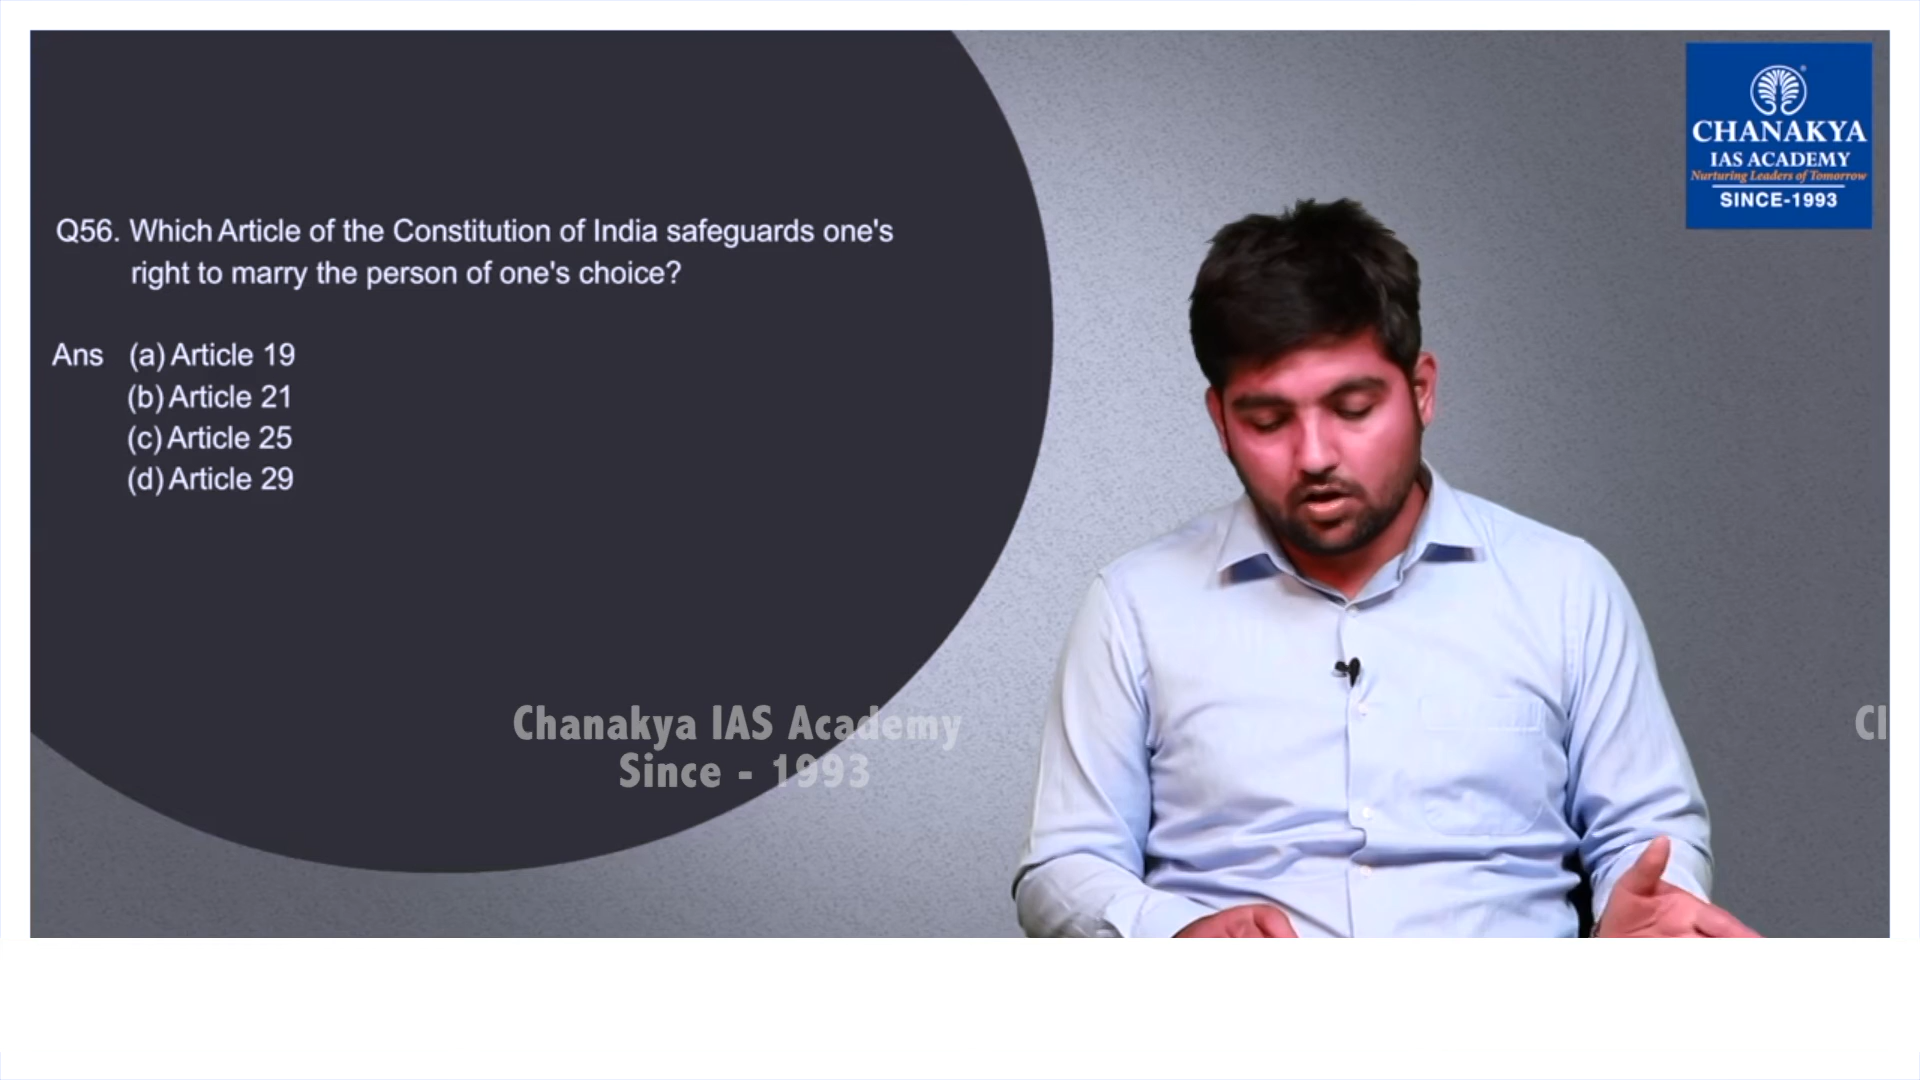 Q56. Which Article of the Constitution of India safeguards one's
right to marry the person of one's choice?
Ans (a) Article 19
(b) Article 21
(c) Article 25
(d) Article 29
CHANAKYA
IAS ACADEMY
Nurturing Leaders of Tomorrow
SINCE-1993
Chanakya IAS Academy
Since - 1993